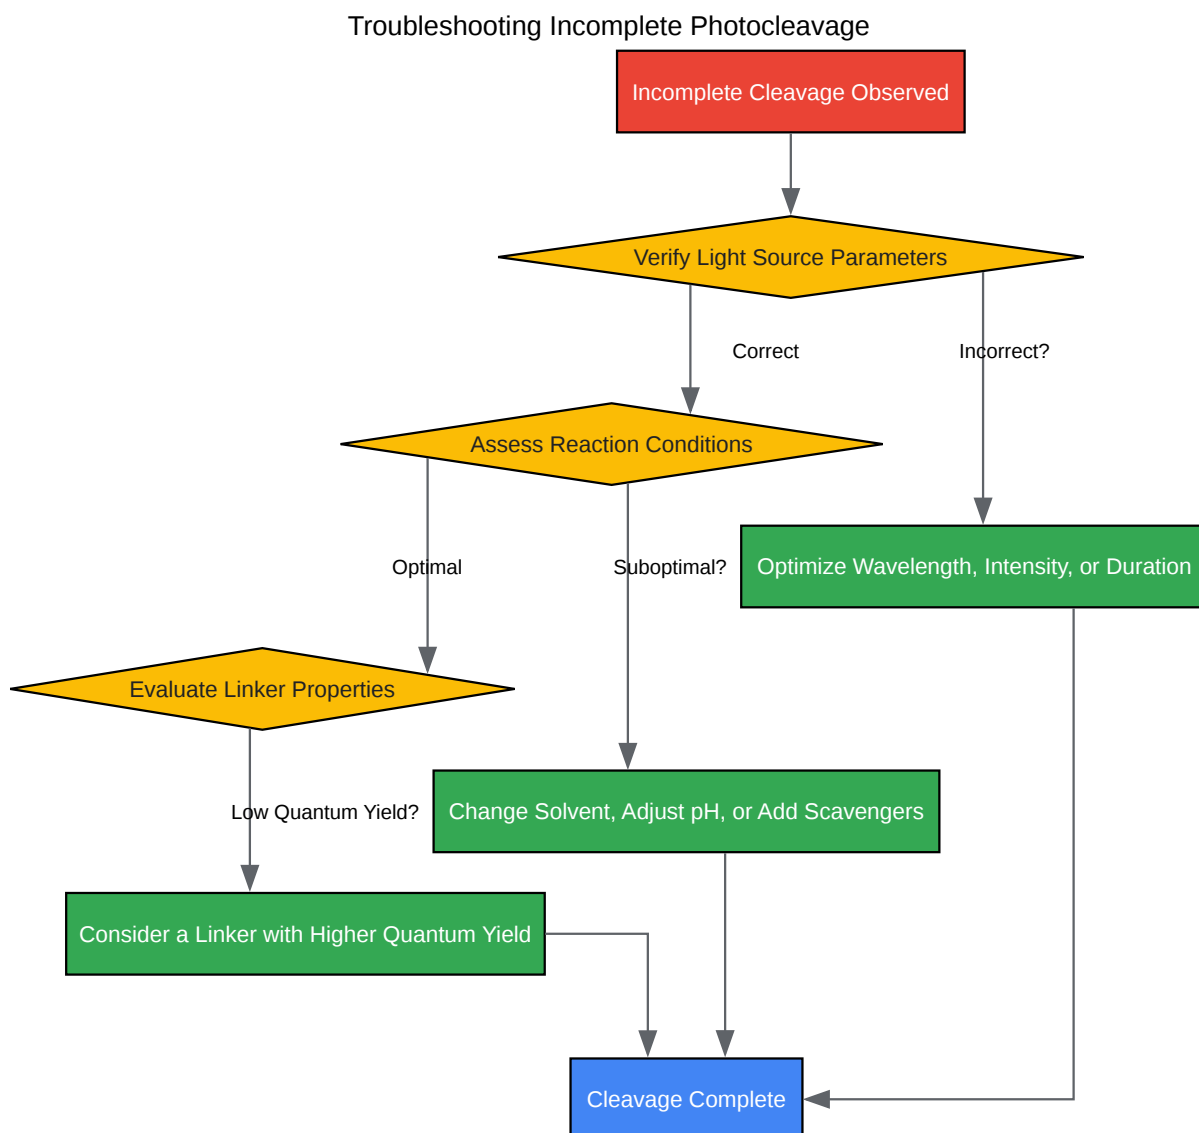 Troubleshooting Incomplete Photocleavage
Incomplete Cleavage Observed
Verify Light Source Parameters
Correct
Incorrect?
Assess Reaction Conditions
Optimal
Suboptimal?
Optimize Wavelength, Intensity, or Duration
Evaluate Linker Properties
Low Quantum Yield?
Change Solvent, Adjust pH, or Add Scavengers
Consider a Linker with Higher Quantum Yield
Cleavage Complete